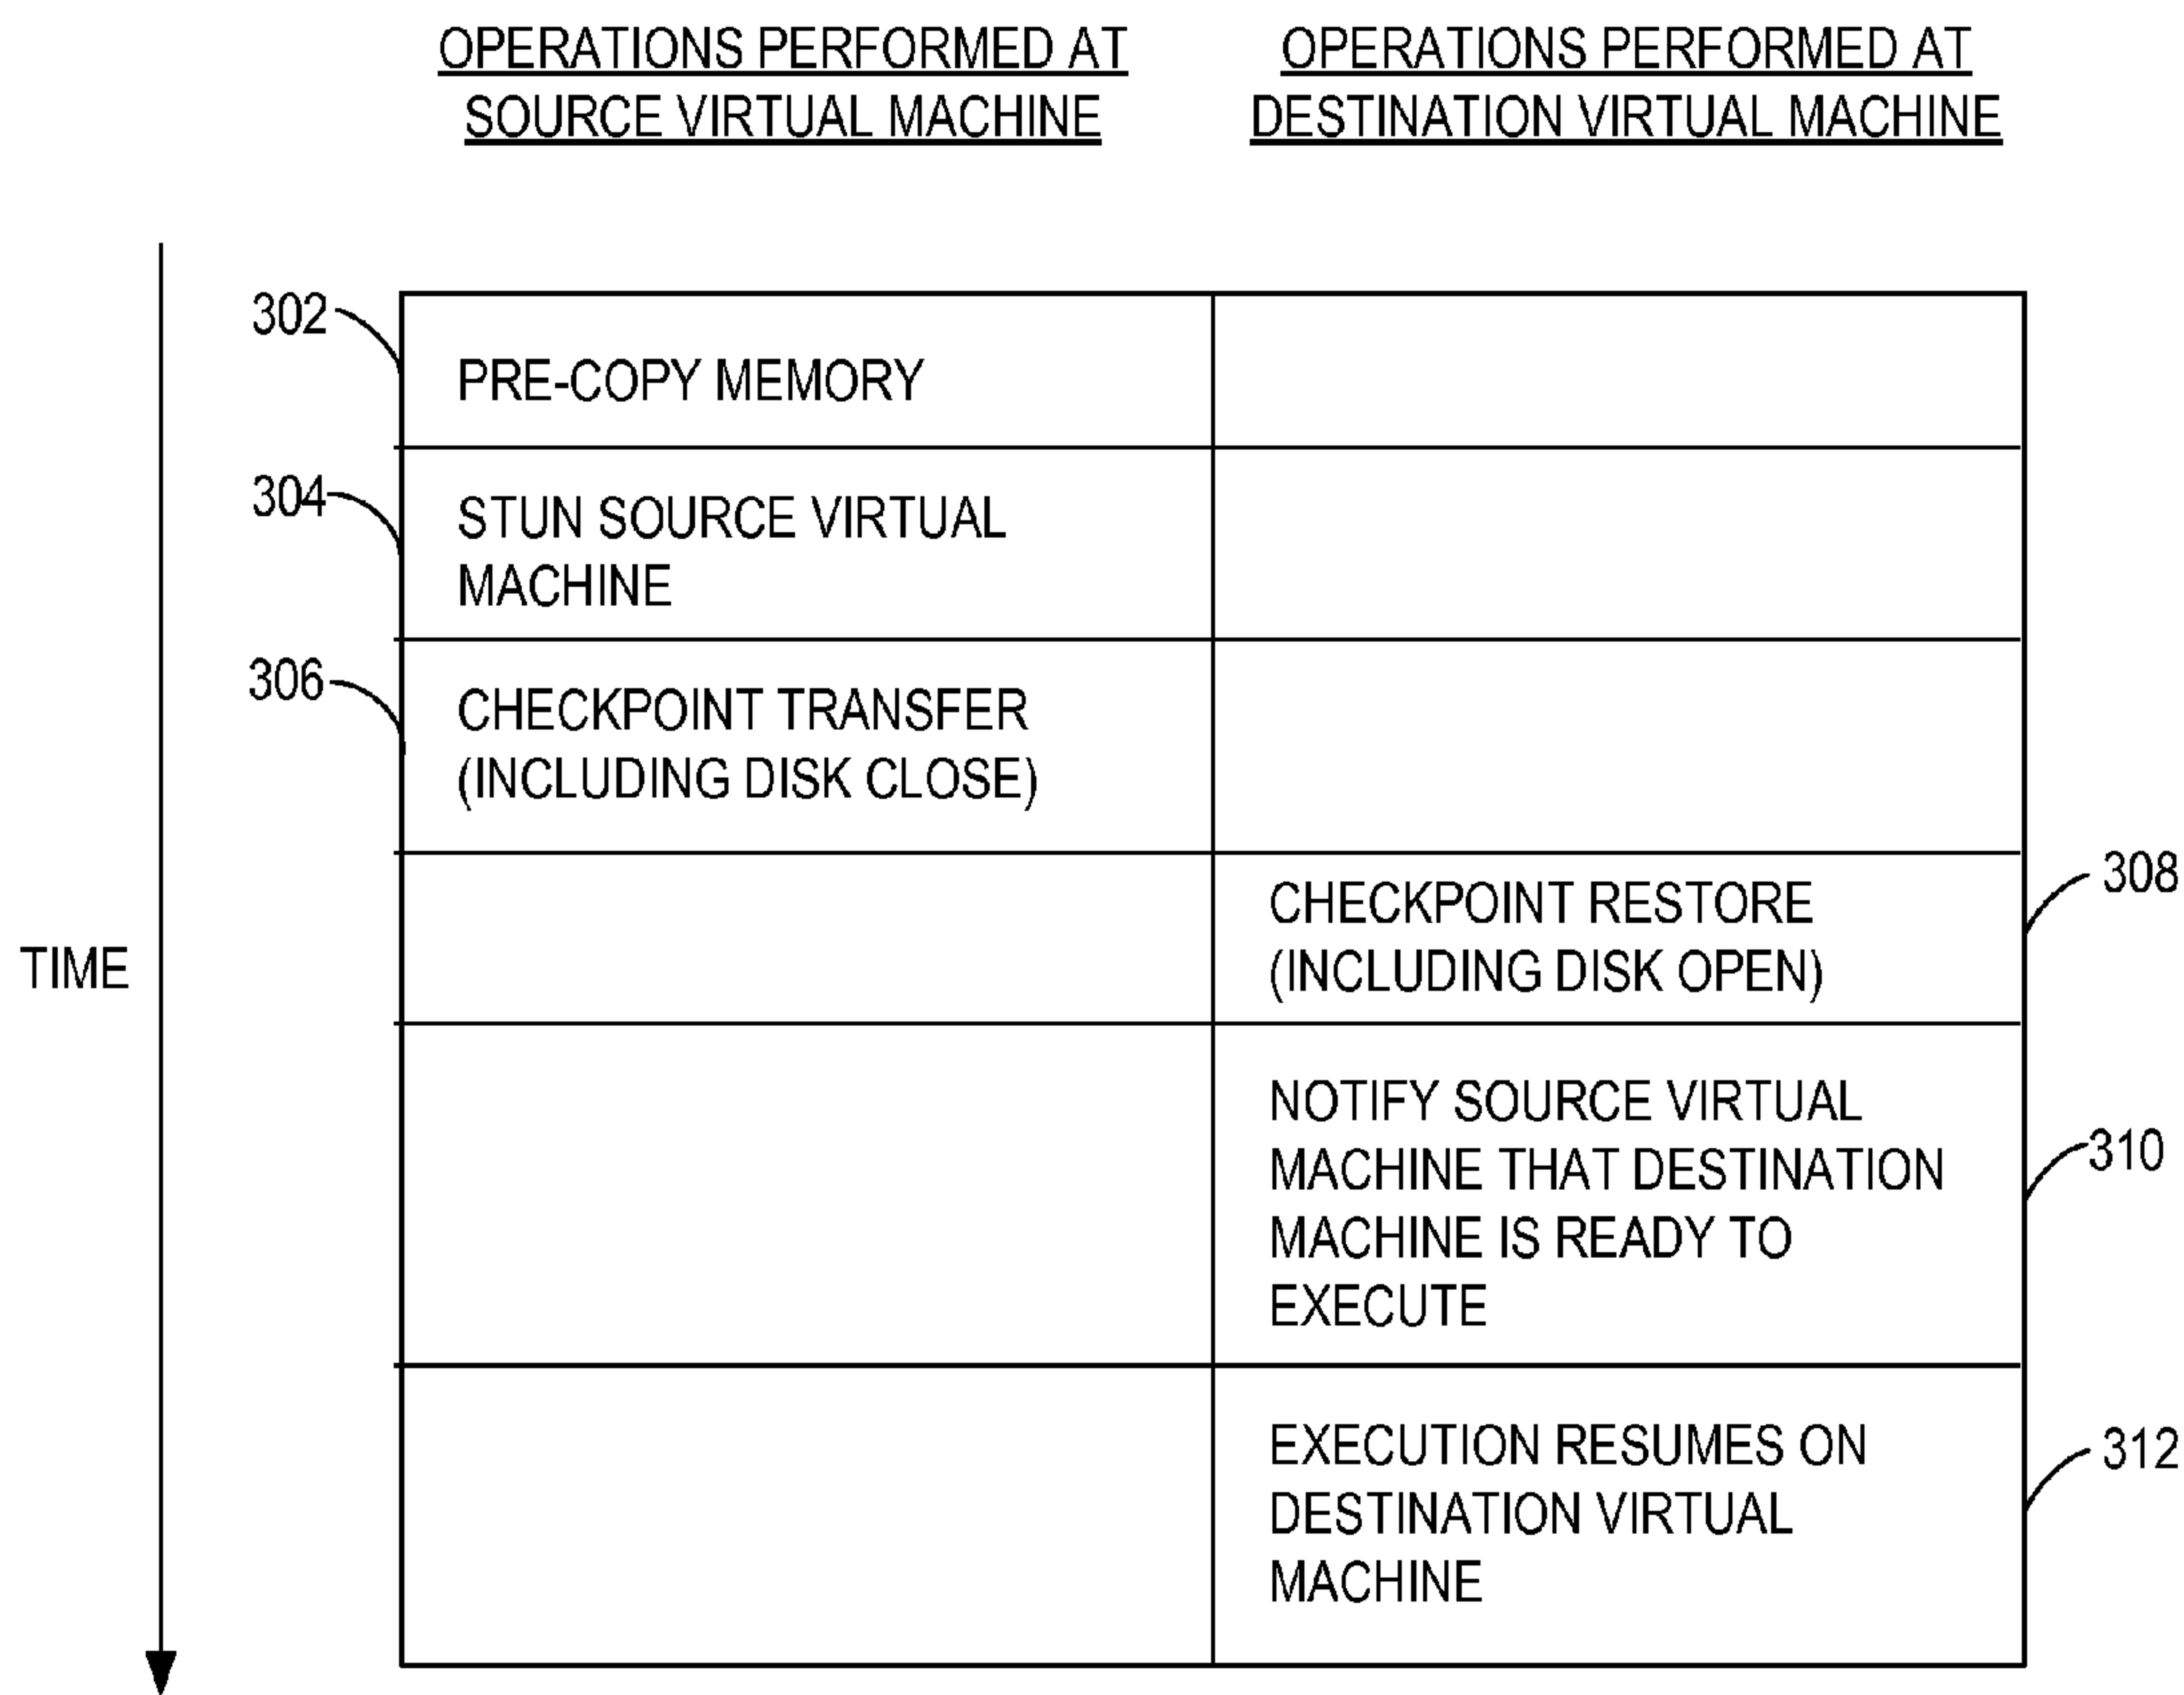 OPERATIONS PERFORMED AT
SOURCE VIRTUAL MACHINE
OPERATIONS PERFORMED AT
DESTINATION VIRTUAL MACHINE
302
PRE-COPY MEMORY
304
STUN SOURCE VIRTUAL
MACHINE
306
CHECKPOINT TRANSFER
(INCLUDING DISK CLOSE)
308
CHECKPOINT RESTORE
(INCLUDING DISK OPEN)
TIME
NOTIFY SOURCE VIRTUAL
MACHINE THAT DESTINATION
MACHINE IS READY TO
EXECUTE
310
EXECUTION RESUMES ON
DESTINATION VIRTUAL
MACHINE
312